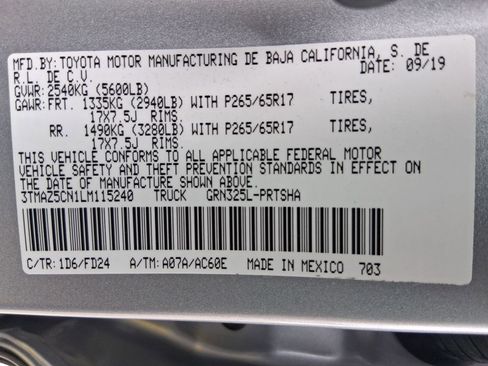 MFD.BY: TOYOTA MOTOR MANUFACTURING DE BAJA CALIFORNIA, S. DE
R.L. DE C.V. DATE: 09/19
GVWR: 2540KG (5600LB)
GAWR: FRT. 1335KG (2940LB) WITH P265/65R17 TIRES,
17X7.5J RIMS.
RR. 1490KG (3280LB) WITH P265/65R17 TIRES,
17X7.5J RIMS.
THIS VEHICLE CONFORMS TO ALL APPLICABLE FEDERAL MOTOR
VEHICLE SAFETY AND THEFT PREVENTION STANDARDS IN EFFECT ON
THE DATE OF MANUFACTURE SHOWN ABOVE.
3TMAZ5CN1LM115240 TRUCK GRN325L-PRTSHA
C/TR: 1D6/FD24 A/TM: A07A/AC60E MADE IN MEXICO 703